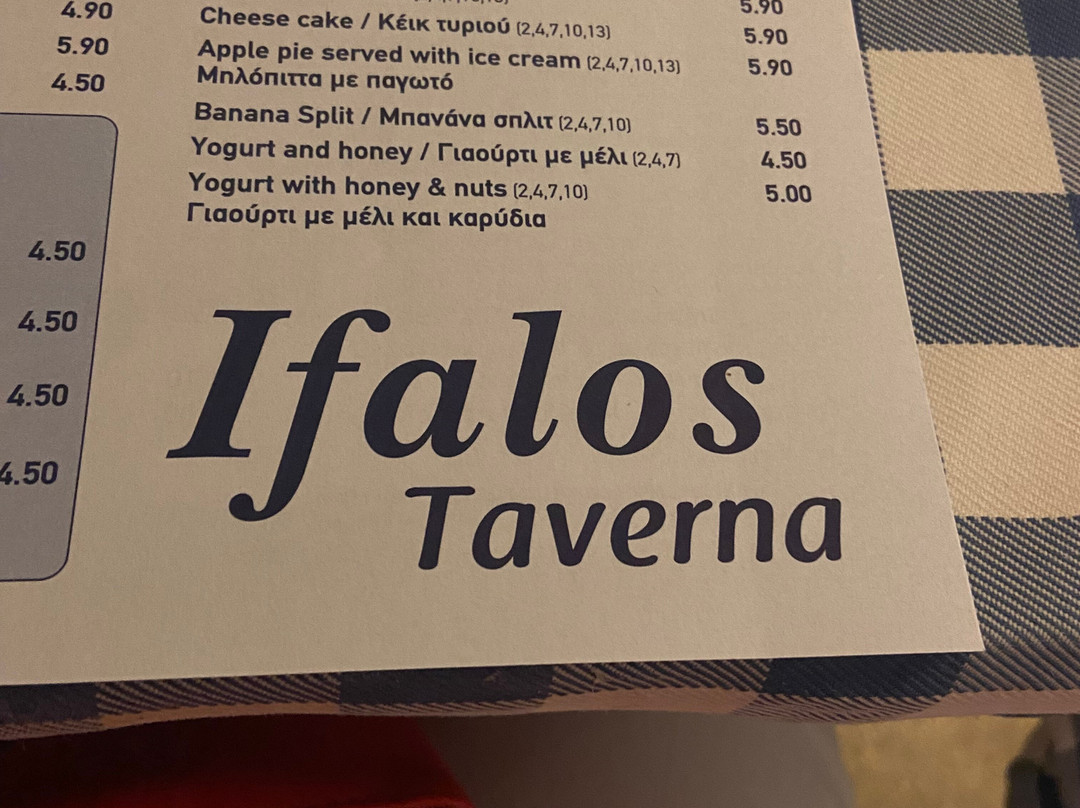 4.90
5.90
4.50
5.90
Cheese cake / Κέικ τυριού (2,4,7,10,13) 5.90
Apple pie served with ice cream (2,4,7,10,13) 5.90
Μηλόπιττα με παγωτό
Banana Split / Μπανάνα σπλιτ (2,4,7,10) 5.50
Yogurt and honey / Γιαούρτι με μέλι (2,4,7) 4.50
Yogurt with honey & nuts (2,4,7,10) 5.00
Γιαούρτι με μέλι και καρύδια
4.50
4.50
4.50
4.50
Ifalos
Taverna